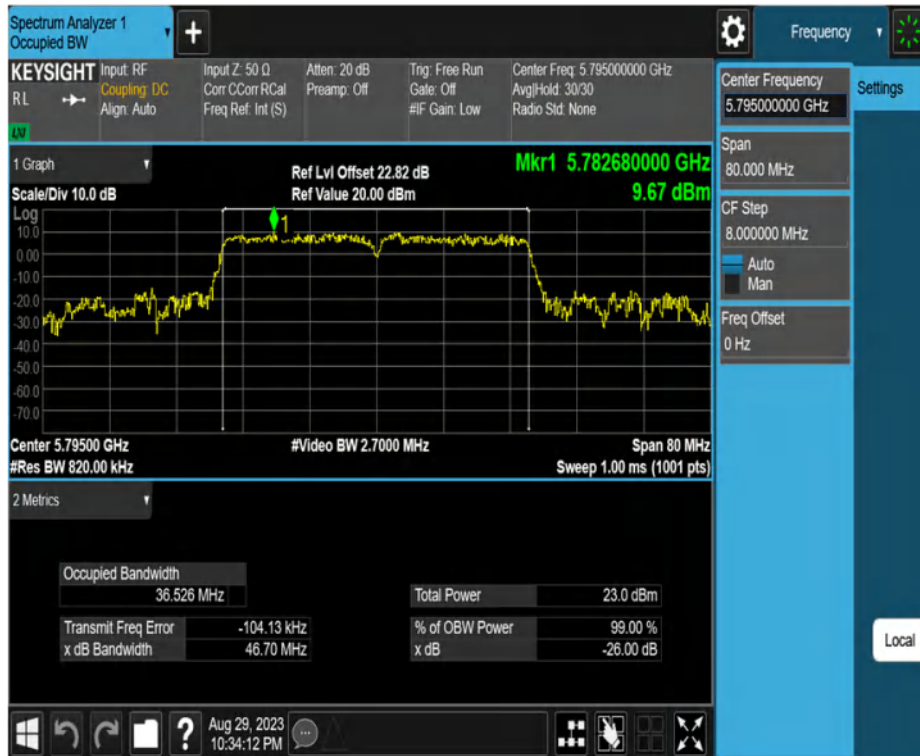 Spectrum Analyzer 1
Occupied BW
+
Frequency
KEYSIGHT
RL
LNI
Input: RF
Coupling: DC
Align: Auto
Input Z: 50 Ω
Corr CCorr RCal
Freq Ref: Int (S)
Atten: 20 dB
Preamp: Off
Trig: Free Run
Gate: Off
#IF Gain: Low
Center Freq: 5.795000000 GHz
Avg|Hold: 30/30
Radio Std: None
Center Frequency
5.795000000 GHz
Settings
Span
80.000 MHz
CF Step
8.000000 MHz
Auto
Man
Freq Offset
0 Hz
1 Graph
Ref Lvl Offset 22.82 dB
Mkr1 5.782680000 GHz
Scale/Div 10.0 dB
Ref Value 20.00 dBm
9.67 dBm
Log
10.0
0.00
-10.0
-20.0
-30.0
-40.0
-50.0
-60.0
-70.0
1
Center 5.79500 GHz
#Video BW 2.7000 MHz
Span 80 MHz
#Res BW 820.00 kHz
Sweep 1.00 ms (1001 pts)
2 Metrics
Occupied Bandwidth
36.526 MHz
Total Power 23.0 dBm
Transmit Freq Error -104.13 kHz
% of OBW Power 99.00 %
x dB Bandwidth 46.70 MHz
x dB -26.00 dB
Local
?
Aug 29, 2023
10:34:12 PM